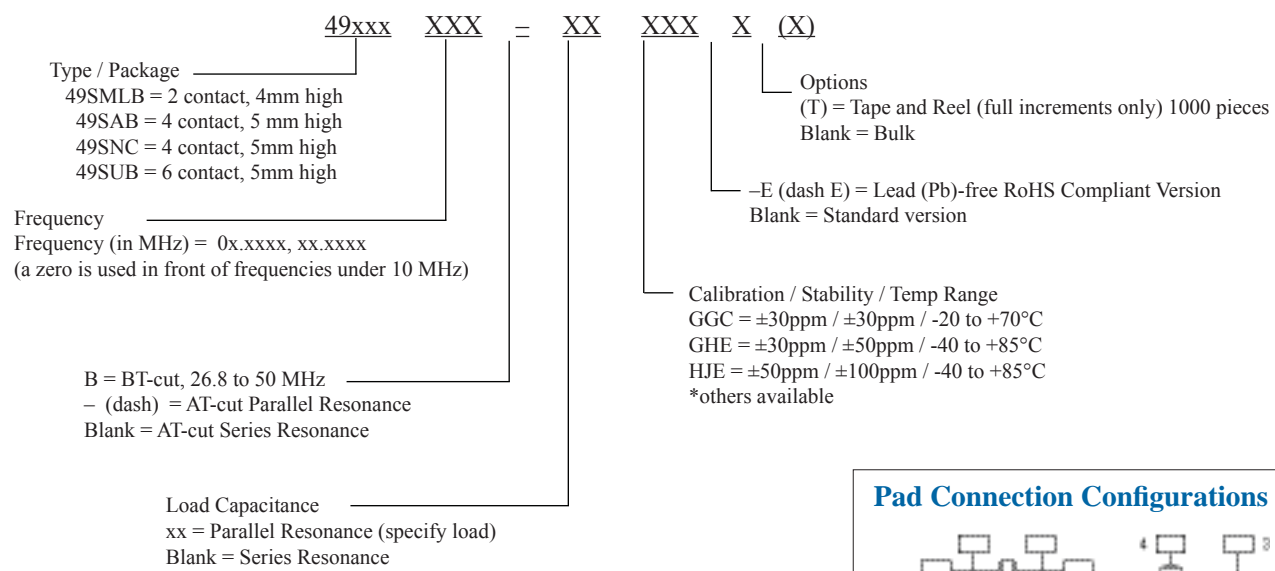 49xxx XXX – XX XXX X (X)
Type / Package
49SMLB = 2 contact, 4mm high
49SAB = 4 contact, 5 mm high
49SNC = 4 contact, 5mm high
49SUB = 6 contact, 5mm high
Options
(T) = Tape and Reel (full increments only) 1000 pieces
Blank = Bulk
–E (dash E) = Lead (Pb)-free RoHS Compliant Version
Blank = Standard version
Frequency
Frequency (in MHz) = 0x.xxxx, xx.xxxx
(a zero is used in front of frequencies under 10 MHz)
Calibration / Stability / Temp Range
GGC = ±30ppm / ±30ppm / -20 to +70°C
GHE = ±30ppm / ±50ppm / -40 to +85°C
HJE = ±50ppm / ±100ppm / -40 to +85°C
*others available
B = BT-cut, 26.8 to 50 MHz
– (dash) = AT-cut Parallel Resonance
Blank = AT-cut Series Resonance
Load Capacitance
xx = Parallel Resonance (specify load)
Blank = Series Resonance
Pad Connection Configurations
4 3